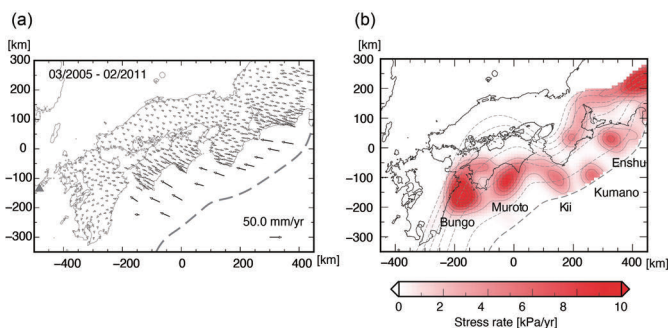 (a)
[km]
300
200
100
0
−100
−200
−300
03/2005 - 02/2011
50.0 mm/yr
−400
−200
0
200
400
[km]
(b)
[km]
300
200
100
0
−100
−200
−300
Enshu
Kumano
Kii
Muroto
Bungo
−400
−200
0
200
400
[km]
0
2
4
6
8
10
Stress rate [kPa/yr]